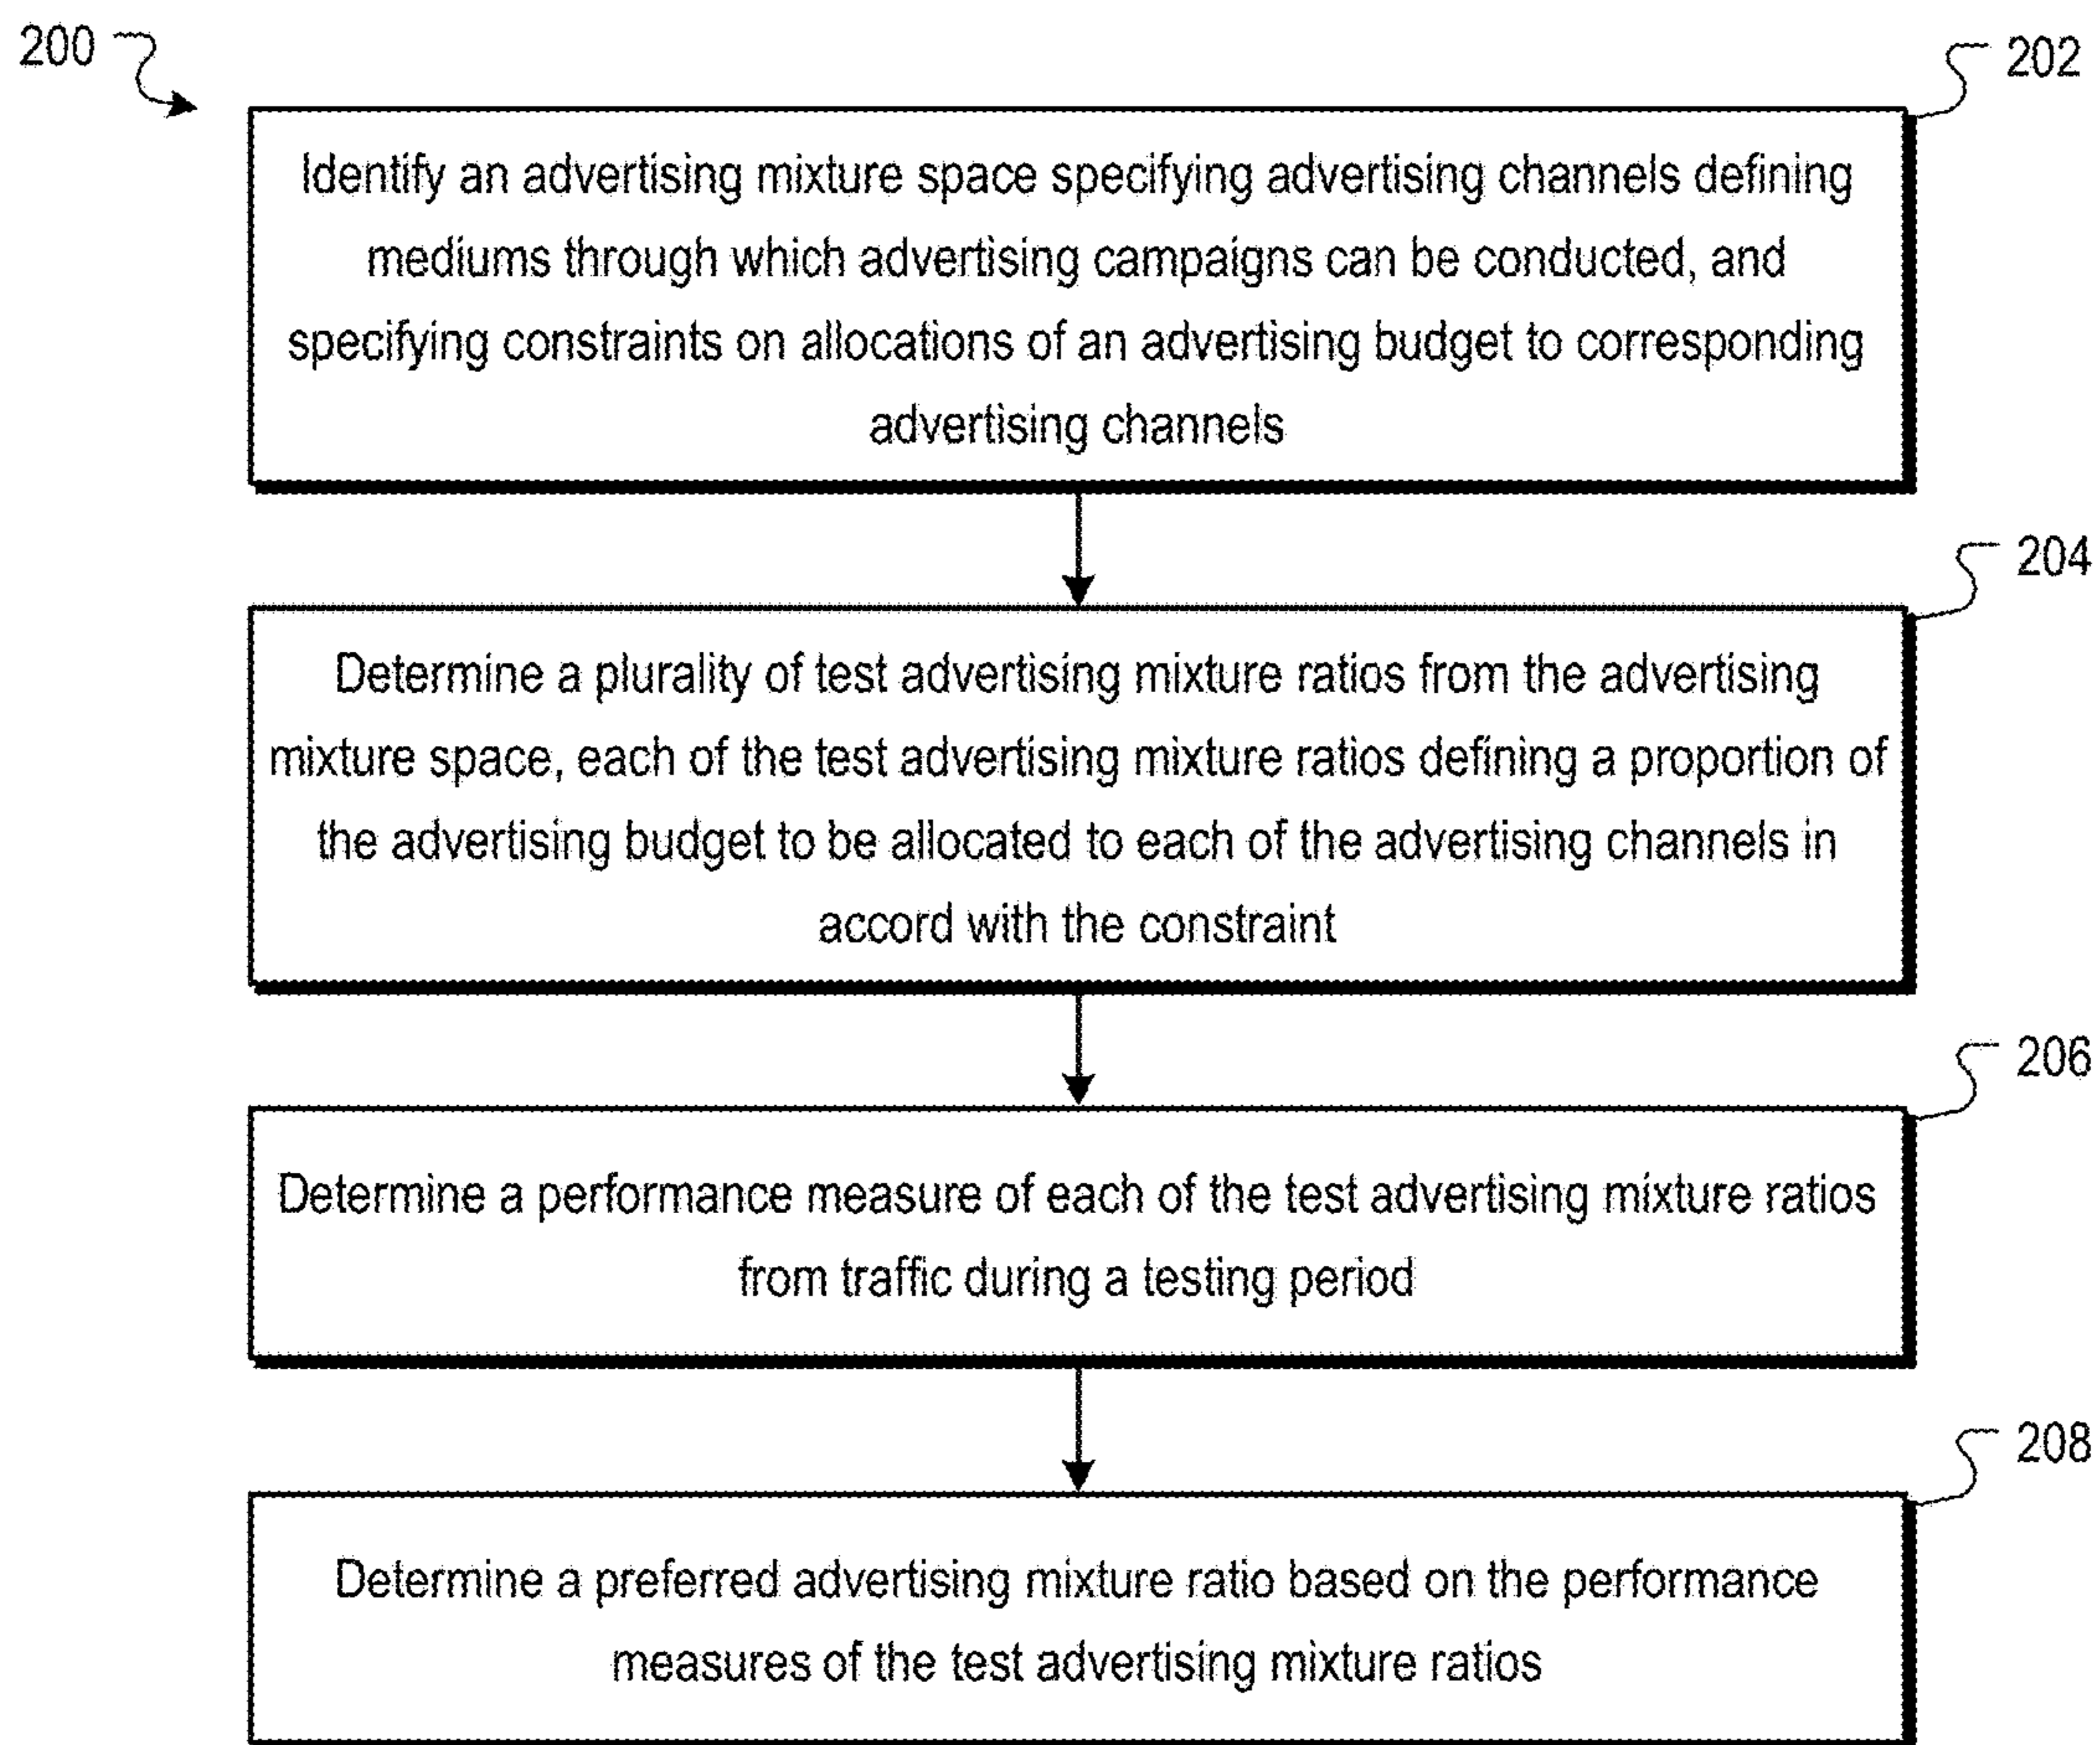 200
202
Identify an advertising mixture space specifying advertising channels defining
mediums through which advertising campaigns can be conducted, and
specifying constraints on allocations of an advertising budget to corresponding
advertising channels
204
Determine a plurality of test advertising mixture ratios from the advertising
mixture space, each of the test advertising mixture ratios defining a proportion of
the advertising budget to be allocated to each of the advertising channels in
accord with the constraint
206
Determine a performance measure of each of the test advertising mixture ratios
from traffic during a testing period
208
Determine a preferred advertising mixture ratio based on the performance
measures of the test advertising mixture ratios